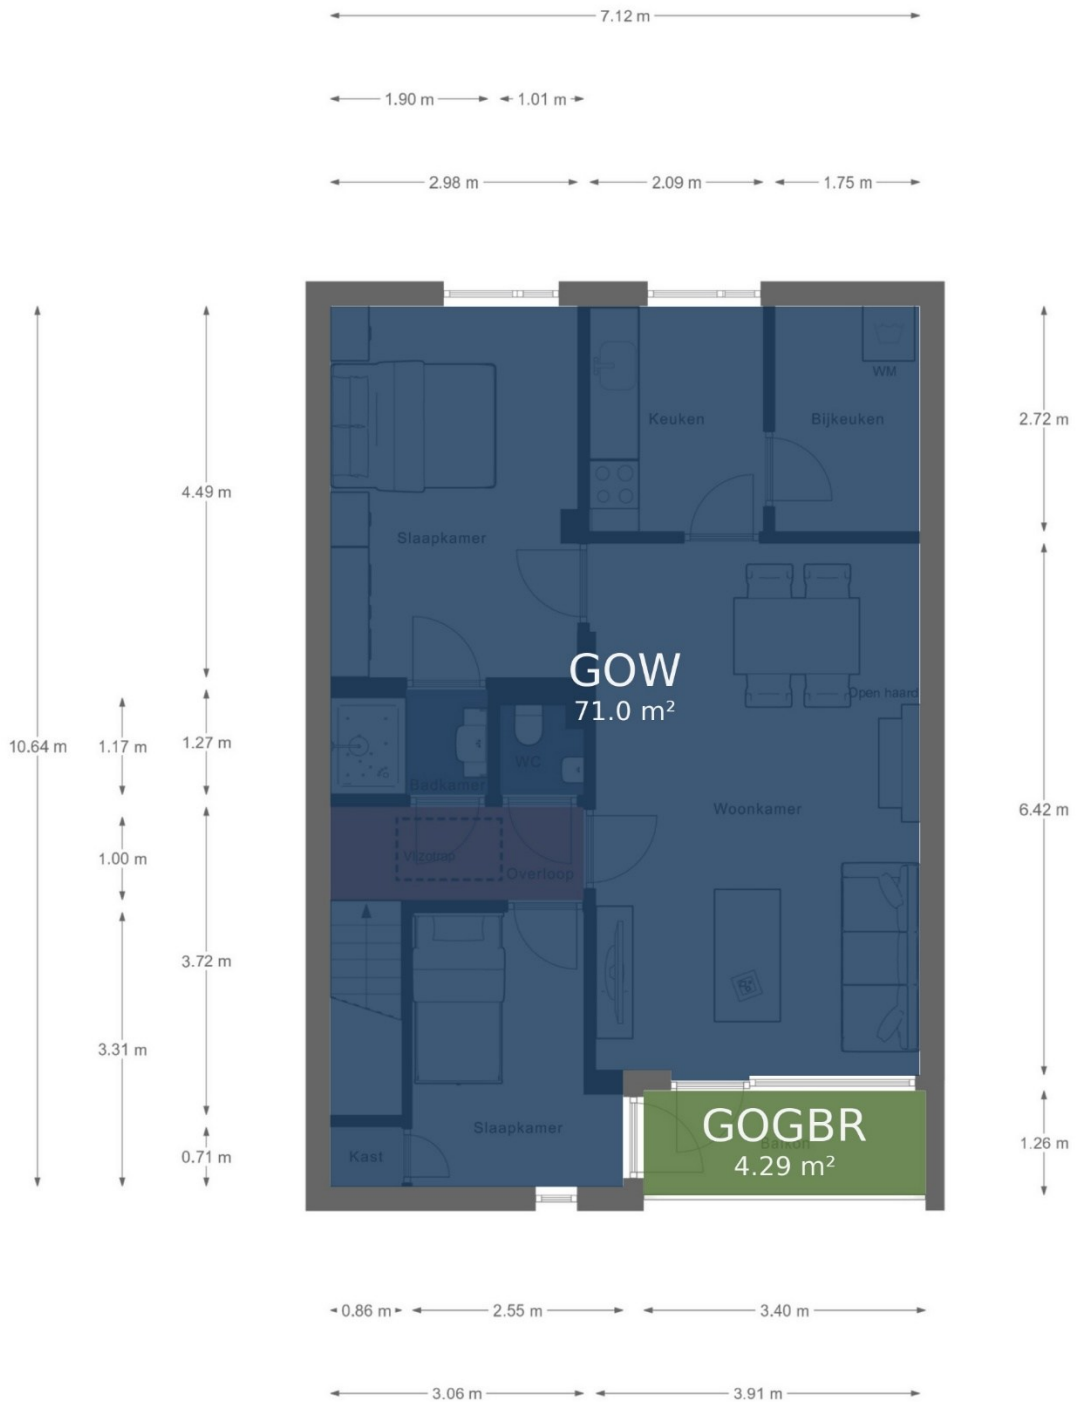 7.12 m
1.90 m
1.01 m
2.98 m
2.09 m
1.75 m
WM
Keuken
Bijkeuken
2.72 m
4.49 m
Slaapkamer
GOW
71.0 m²
Open haard
10.64 m
1.17 m
1.27 m
WC
Badkamer
Woonkamer
6.42 m
1.00 m
Vlizotrap
Overloop
3.72 m
3.31 m
Slaapkamer
GOGBR
Balkon
4.29 m²
1.26 m
0.71 m
Kast
0.86 m
2.55 m
3.40 m
3.06 m
3.91 m